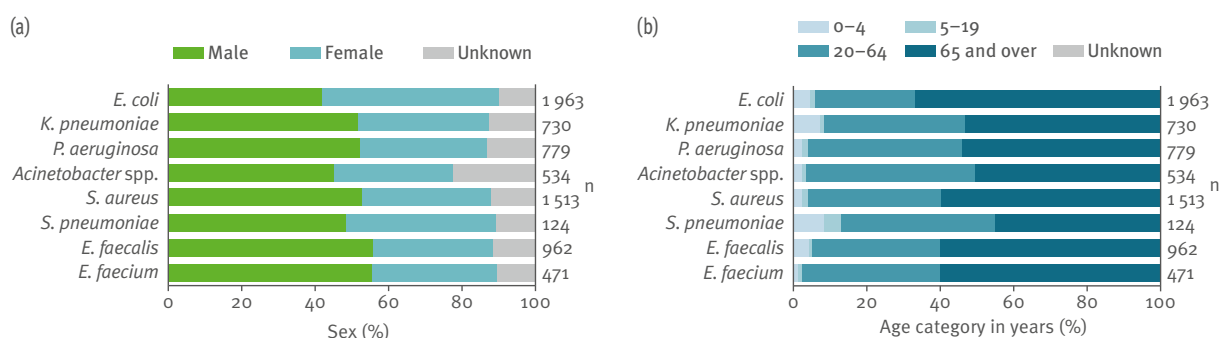 (a)
Male Female Unknown
E. coli 1 963
K. pneumoniae 730
P. aeruginosa 779
Acinetobacter spp. 534
n
S. aureus 1 513
S. pneumoniae 124
E. faecalis 962
E. faecium 471
0 20 40 60 80 100
Sex (%)
(b)
0–4 5–19
20–64 65 and over Unknown
E. coli 1 963
K. pneumoniae 730
P. aeruginosa 779
Acinetobacter spp. 534
n
S. aureus 1 513
S. pneumoniae 124
E. faecalis 962
E. faecium 471
0 20 40 60 80 100
Age category in years (%)